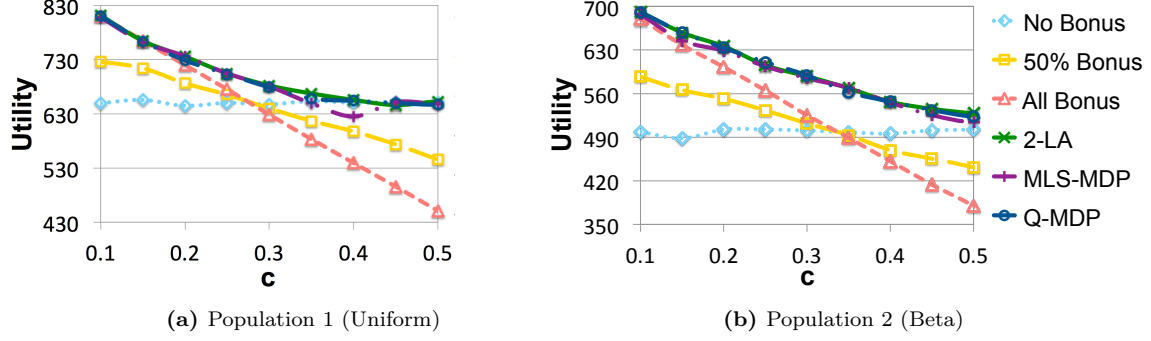 830
730
630
530
430
Utility
0.1 0.2 0.3 0.4 0.5
c
(a) Population 1 (Uniform)
700
630
560
490
420
350
Utility
0.1 0.2 0.3 0.4 0.5
c
(b) Population 2 (Beta)
No Bonus
50% Bonus
All Bonus
2-LA
MLS-MDP
Q-MDP